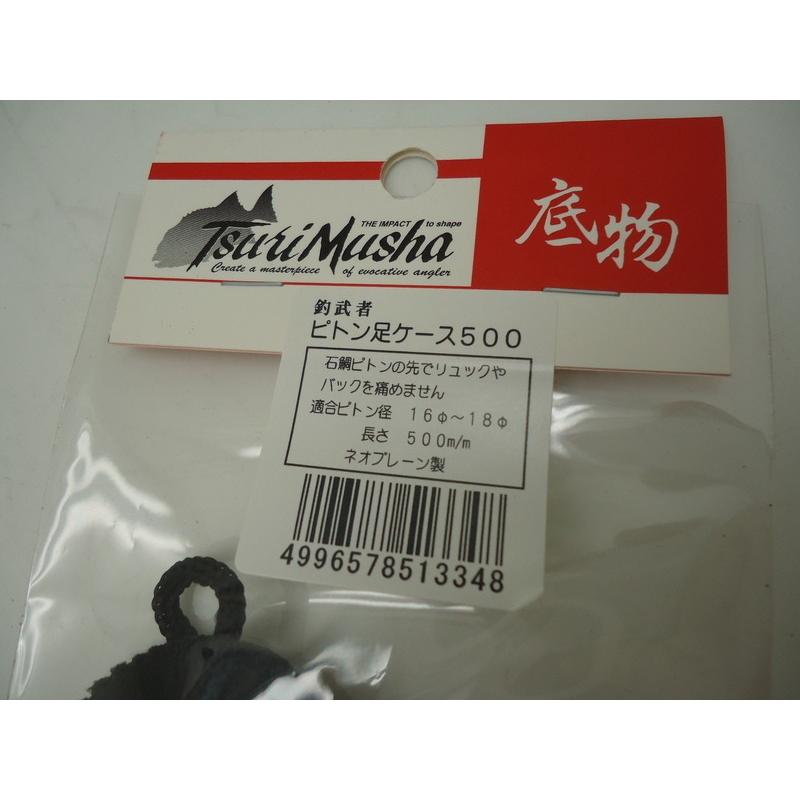 THE IMPACT to shape
Tsuri Musha
Create a masterpiece of evocative angler
底物
釣武者
ピトン足ケース500
石鯛ピトンの先でリュックや
バックを痛めません
適合ピトン径 16φ～18φ
長さ 500m/m
ネオプレーン製
4996578513348